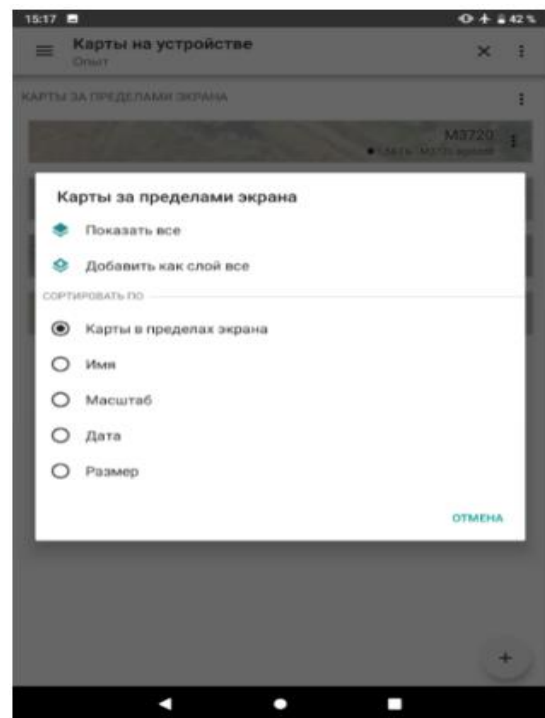 15:17
42 %
Карты на устройстве
Опыт
КАРТЫ ЗА ПРЕДЕЛАМИ ЭКРАНА
M3720
Карты за пределами экрана
Показать все
Добавить как слой все
СОРТИРОВАТЬ ПО
Карты в пределах экрана
Имя
Масштаб
Дата
Размер
ОТМЕНА